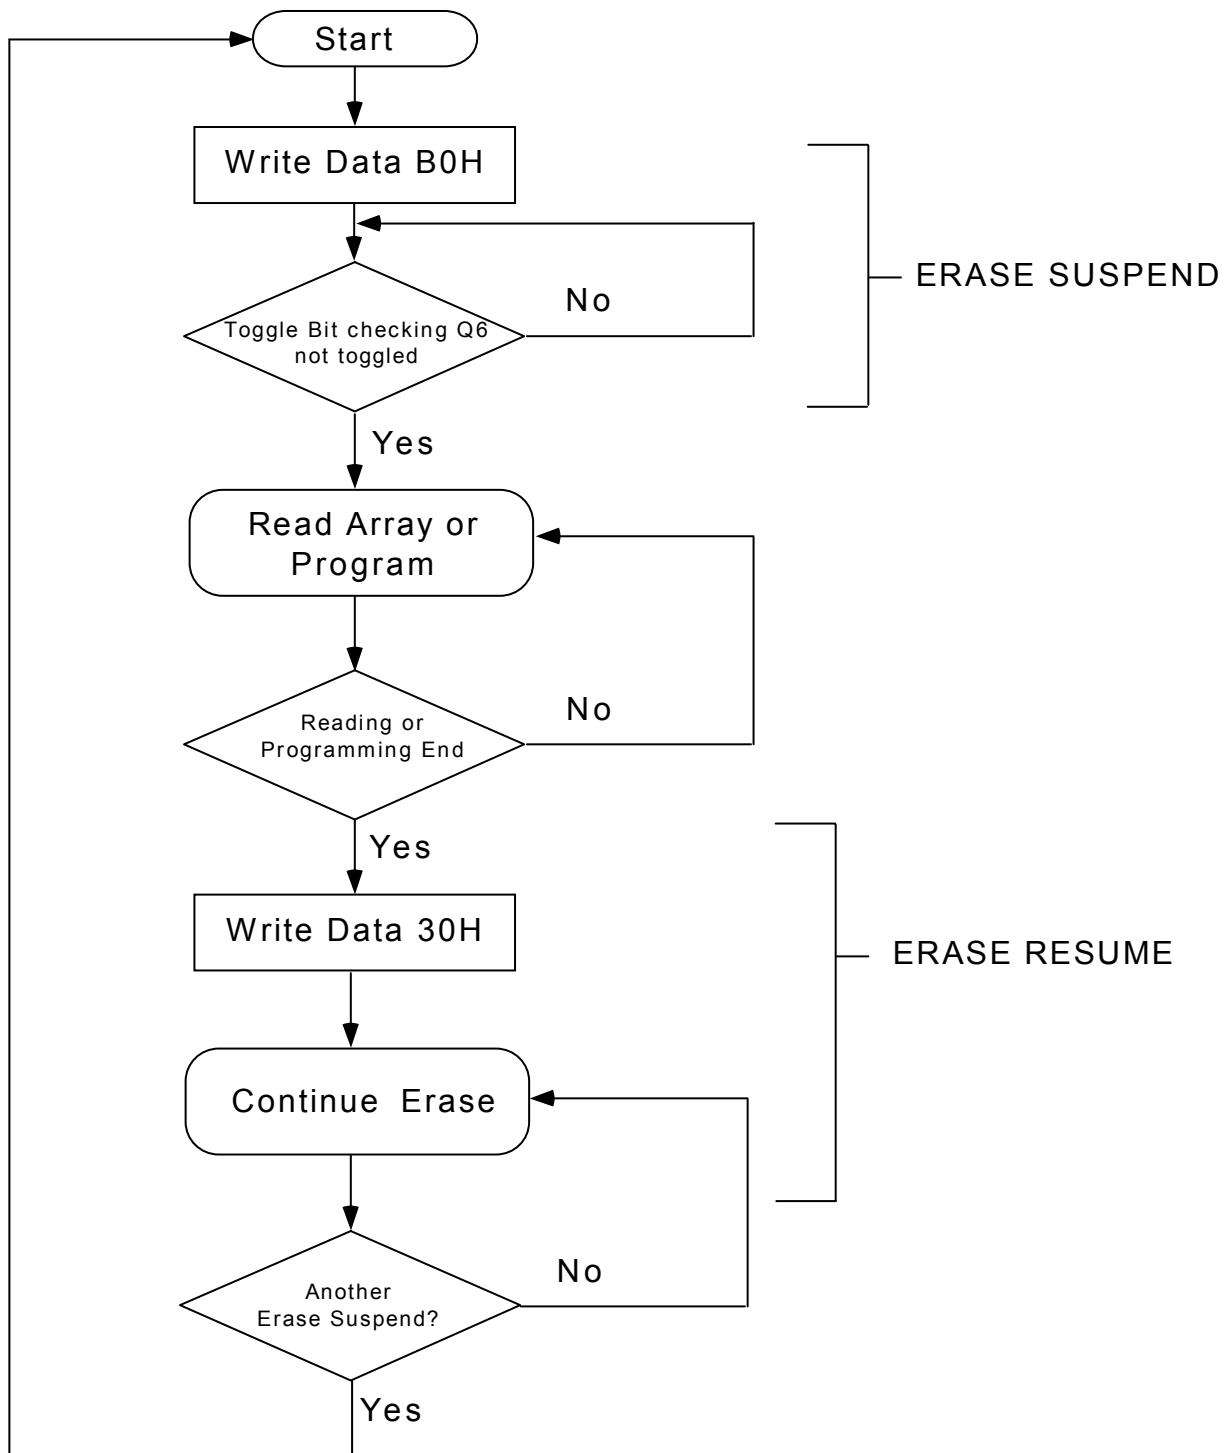 Start
Write Data B0H
ERASE SUSPEND
No
Toggle Bit checking Q6
not toggled
Yes
Read Array or
Program
No
Reading or
Programming End
Yes
Write Data 30H
ERASE RESUME
Continue Erase
No
Another
Erase Suspend?
Yes